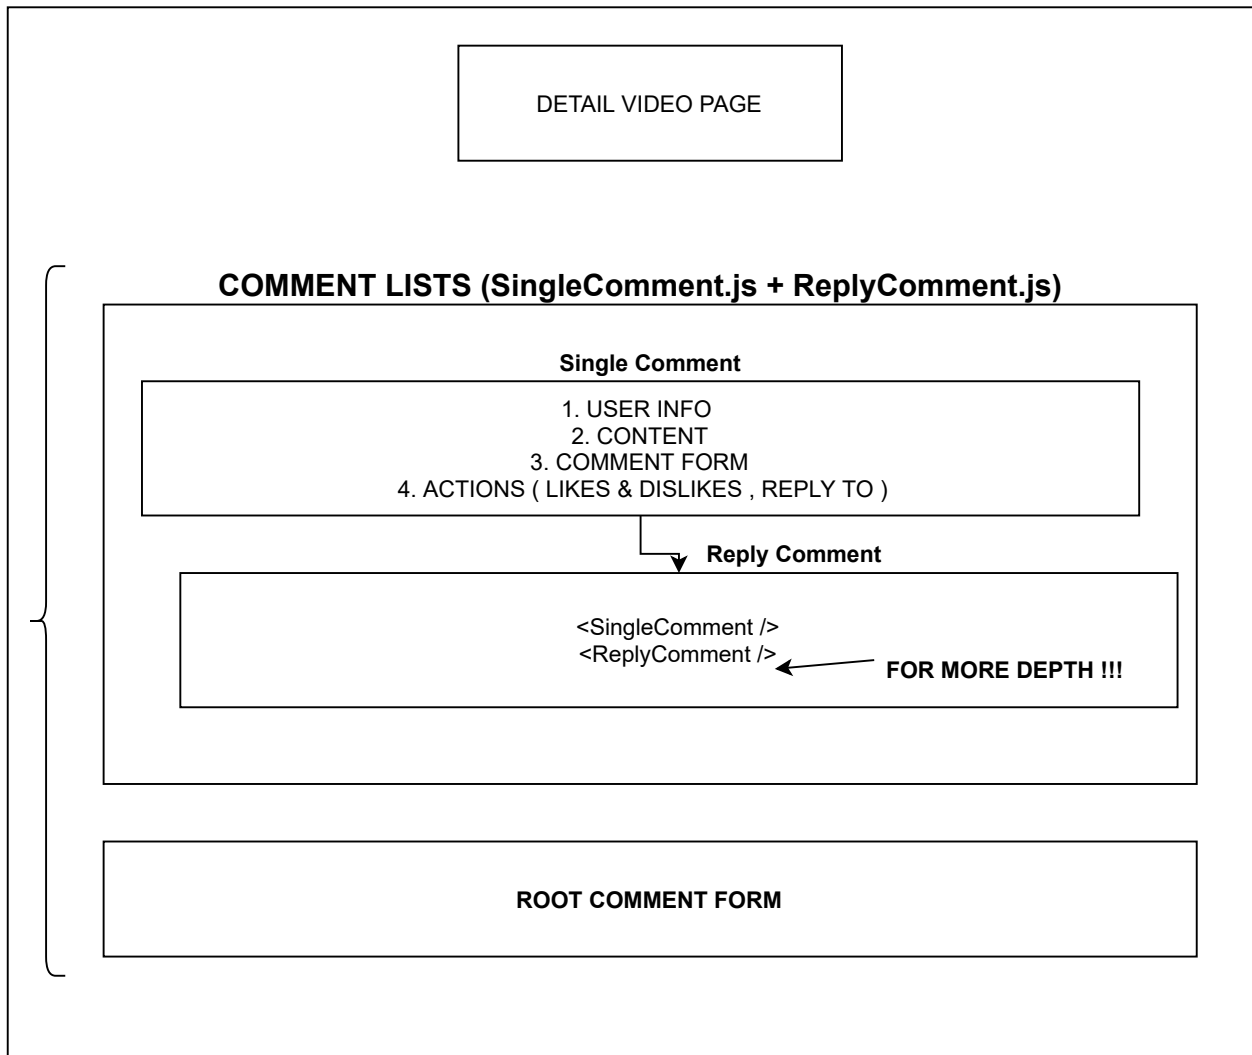 DETAIL VIDEO PAGE
COMMENT LISTS (SingleComment.js + ReplyComment.js)
Single Comment
1. USER INFO
2. CONTENT
3. COMMENT FORM
4. ACTIONS ( LIKES & DISLIKES , REPLY TO )
Reply Comment
<SingleComment />
<ReplyComment />
FOR MORE DEPTH !!!
ROOT COMMENT FORM